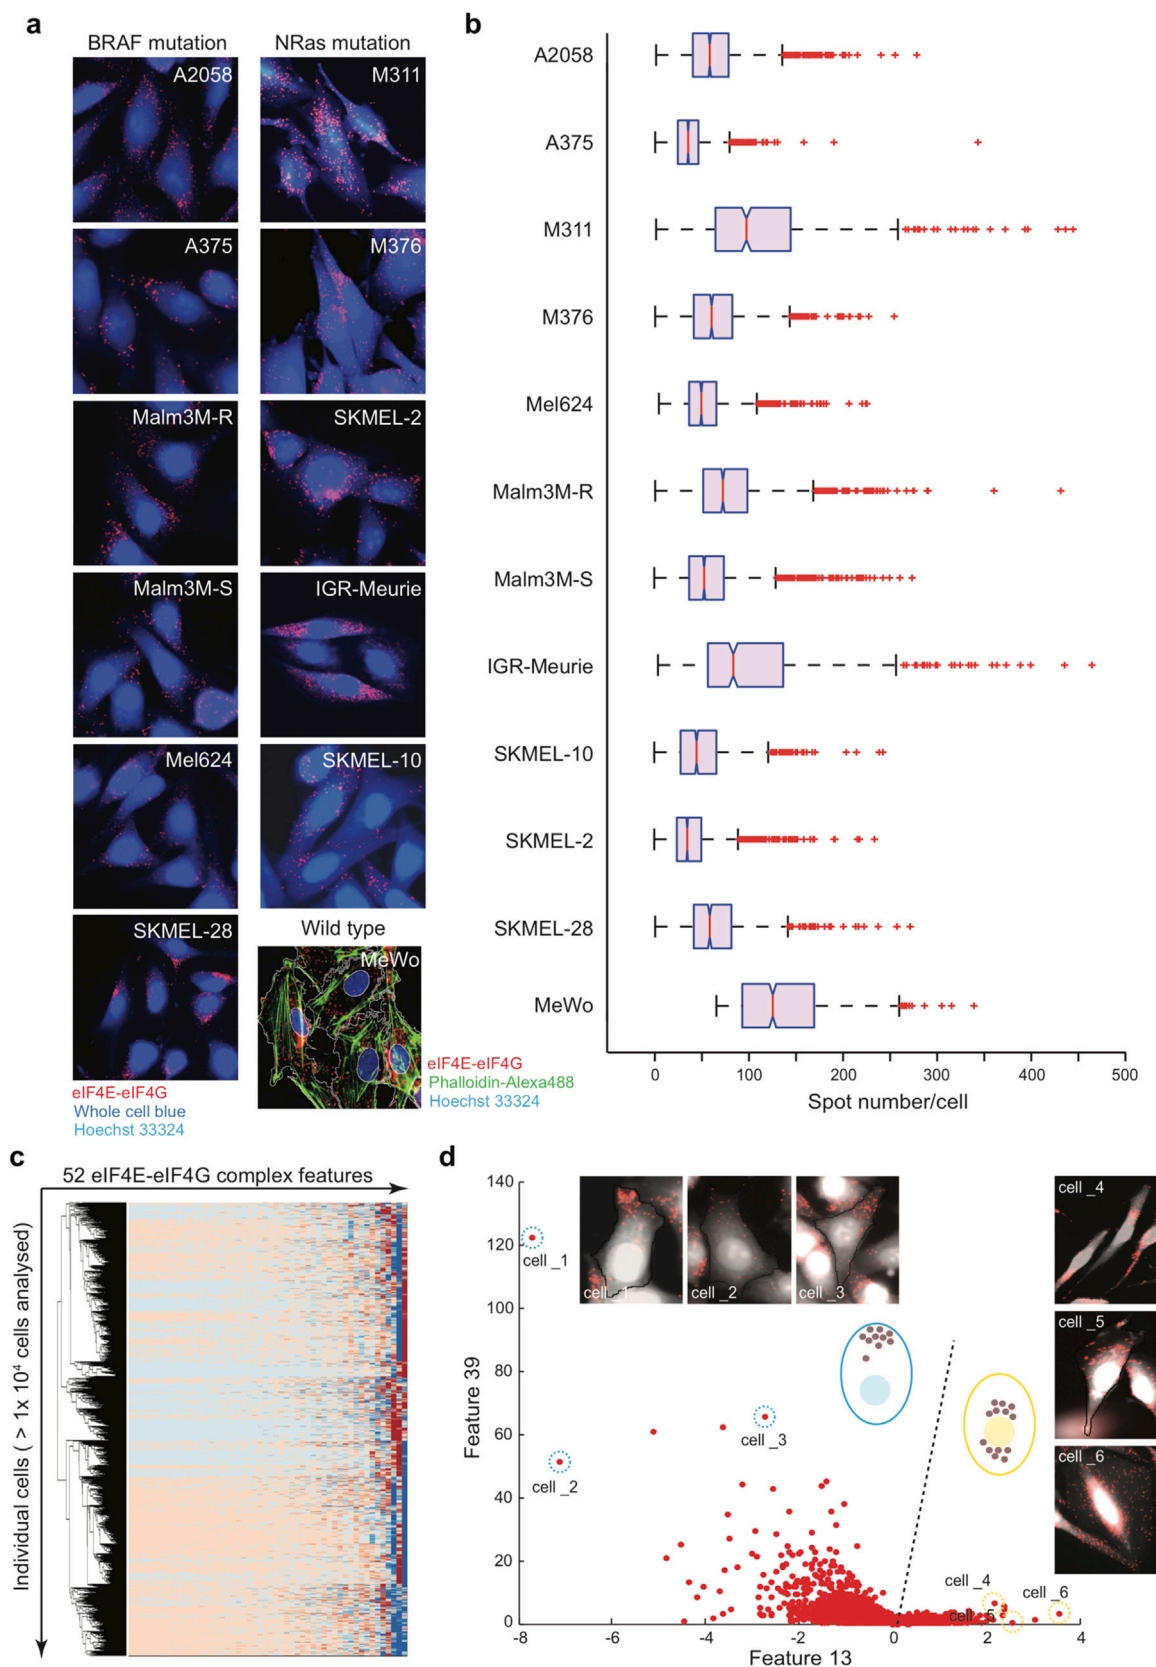 a
BRAF mutation
NRas mutation
A2058
M311
A375
M376
Malm3M-R
SKMEL-2
Malm3M-S
IGR-Meurie
Mel624
SKMEL-10
SKMEL-28
Wild type
MeWo
eIF4E-eIF4G
Whole cell blue
Hoechst 33324
eIF4E-eIF4G
Phalloidin-Alexa488
Hoechst 33324
b
A2058
A375
M311
M376
Mel624
Malm3M-R
Malm3M-S
IGR-Meurie
SKMEL-10
SKMEL-2
SKMEL-28
MeWo
0 100 200 300 400 500
Spot number/cell
c
52 eIF4E-eIF4G complex features
Individual cells ( > 1x 10⁴ cells analysed)
d
140
120
100
80
60
40
20
0
Feature 39
-8 -6 -4 -2 0 2 4
Feature 13
cell _1
cell _2
cell _3
cell _4
cell _5
cell _6
cell _1
cell _2
cell _3
cell _4
cell _5
cell _6